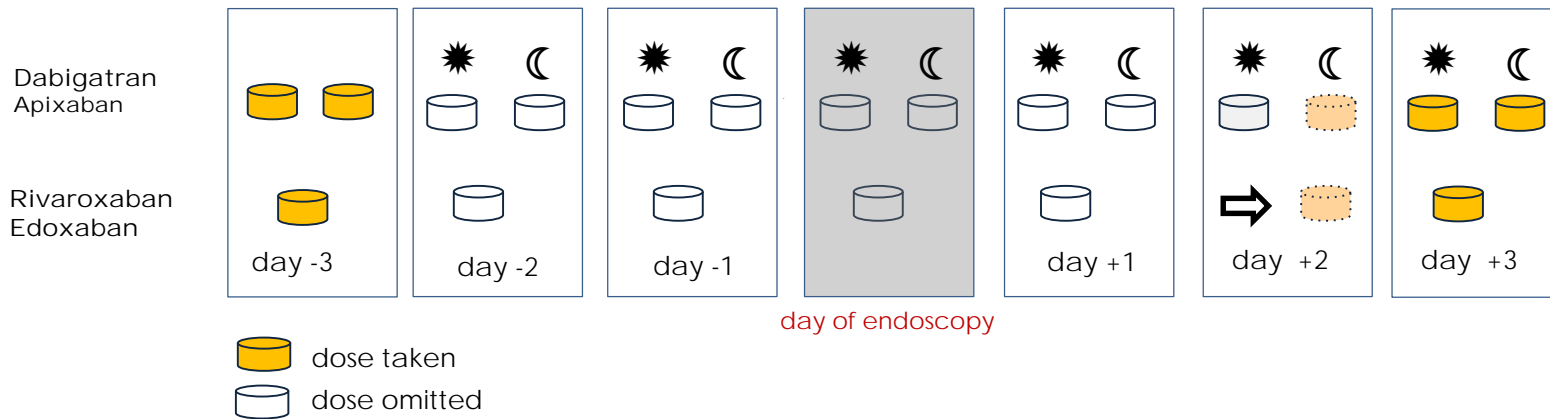 Dabigatran
Apixaban
Rivaroxaban
Edoxaban
day -3
day -2
day -1
day +1
day +2
day +3
day of endoscopy
dose taken
dose omitted